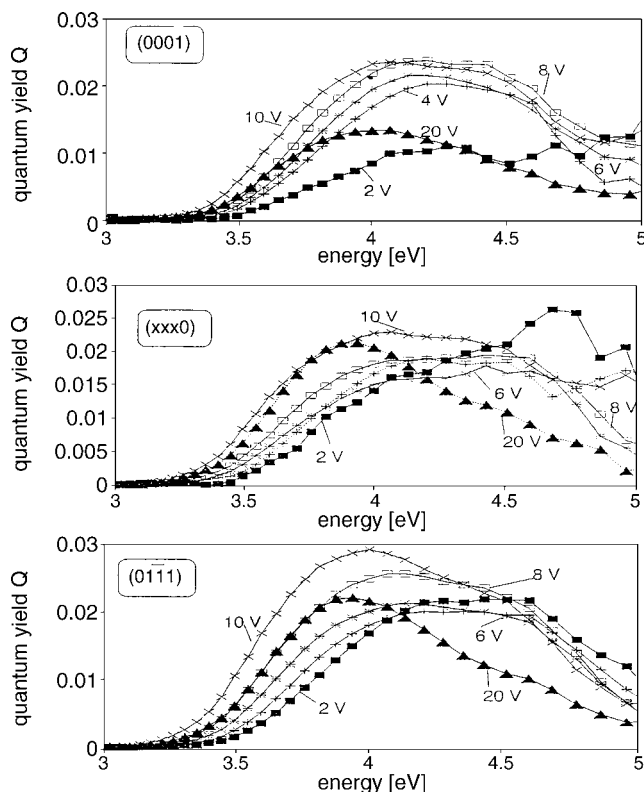 (0001)
quantum yield Q
0.03
0.02
0.01
0
10 V
20 V
2 V
4 V
8 V
6 V
3
3.5
4
4.5
5
energy [eV]
(xxx0)
quantum yield Q
0.03
0.025
0.02
0.015
0.01
0.005
0
10 V
6 V
2 V
20 V
8 V
3
3.5
4
4.5
5
energy [eV]
(01̅1̅1)
quantum yield Q
0.03
0.02
0.01
0
10 V
2 V
8 V
6 V
20 V
3
3.5
4
4.5
5
energy [eV]